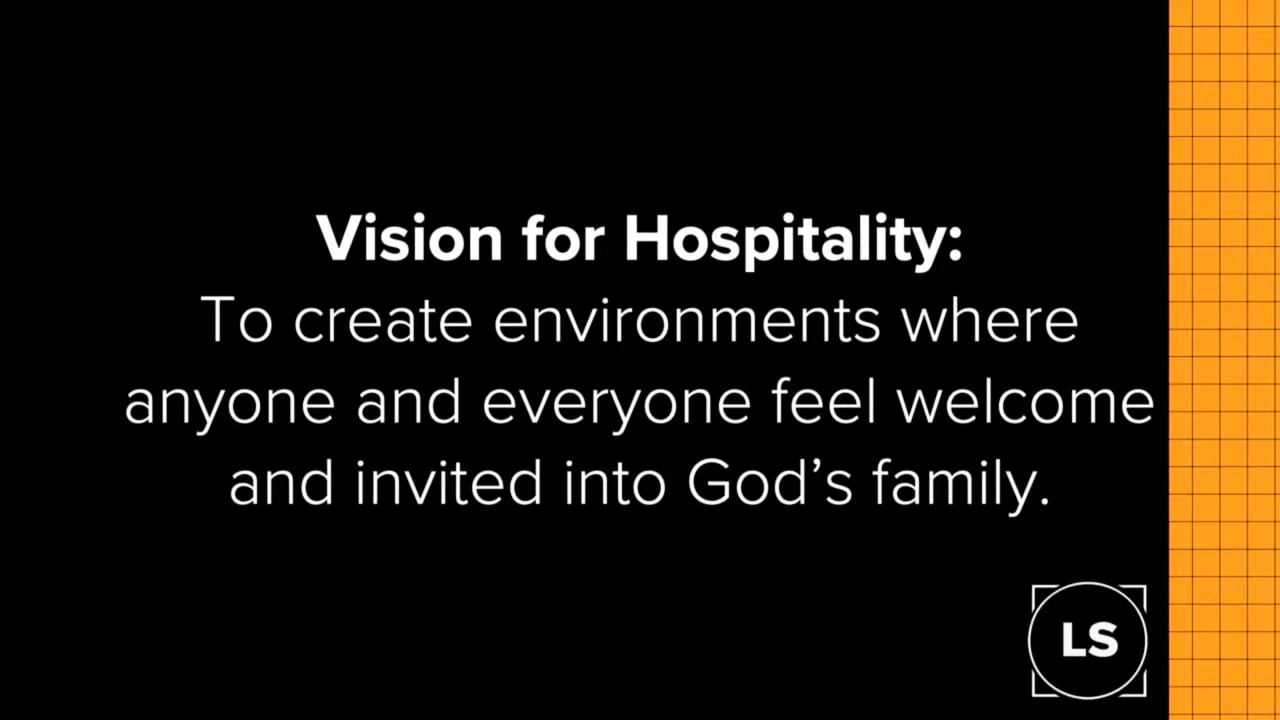 Vision for Hospitality:
To create environments where
anyone and everyone feel welcome
and invited into God’s family.
LS